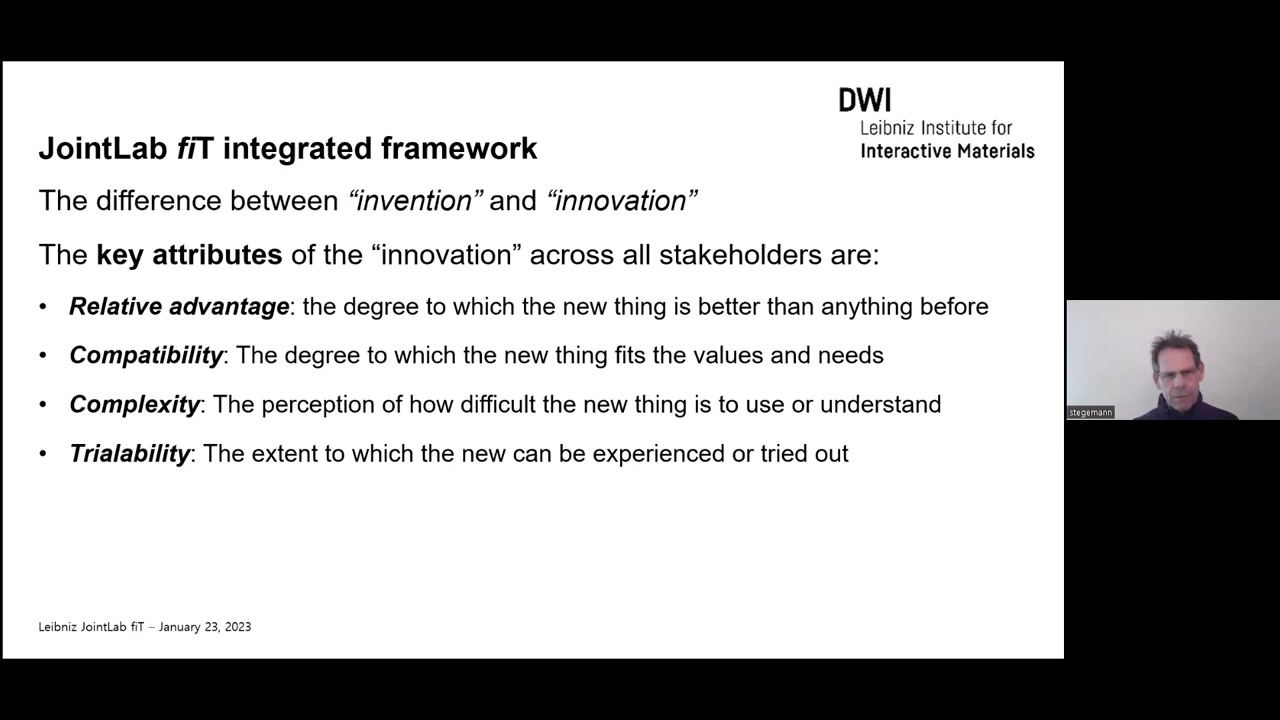 DWI
Leibniz Institute for
Interactive Materials
JointLab fiT integrated framework
The difference between “invention” and “innovation”
The key attributes of the “innovation” across all stakeholders are:
• Relative advantage: the degree to which the new thing is better than anything before
• Compatibility: The degree to which the new thing fits the values and needs
• Complexity: The perception of how difficult the new thing is to use or understand
• Trialability: The extent to which the new can be experienced or tried out
stegemann
Leibniz JointLab fiT – January 23, 2023